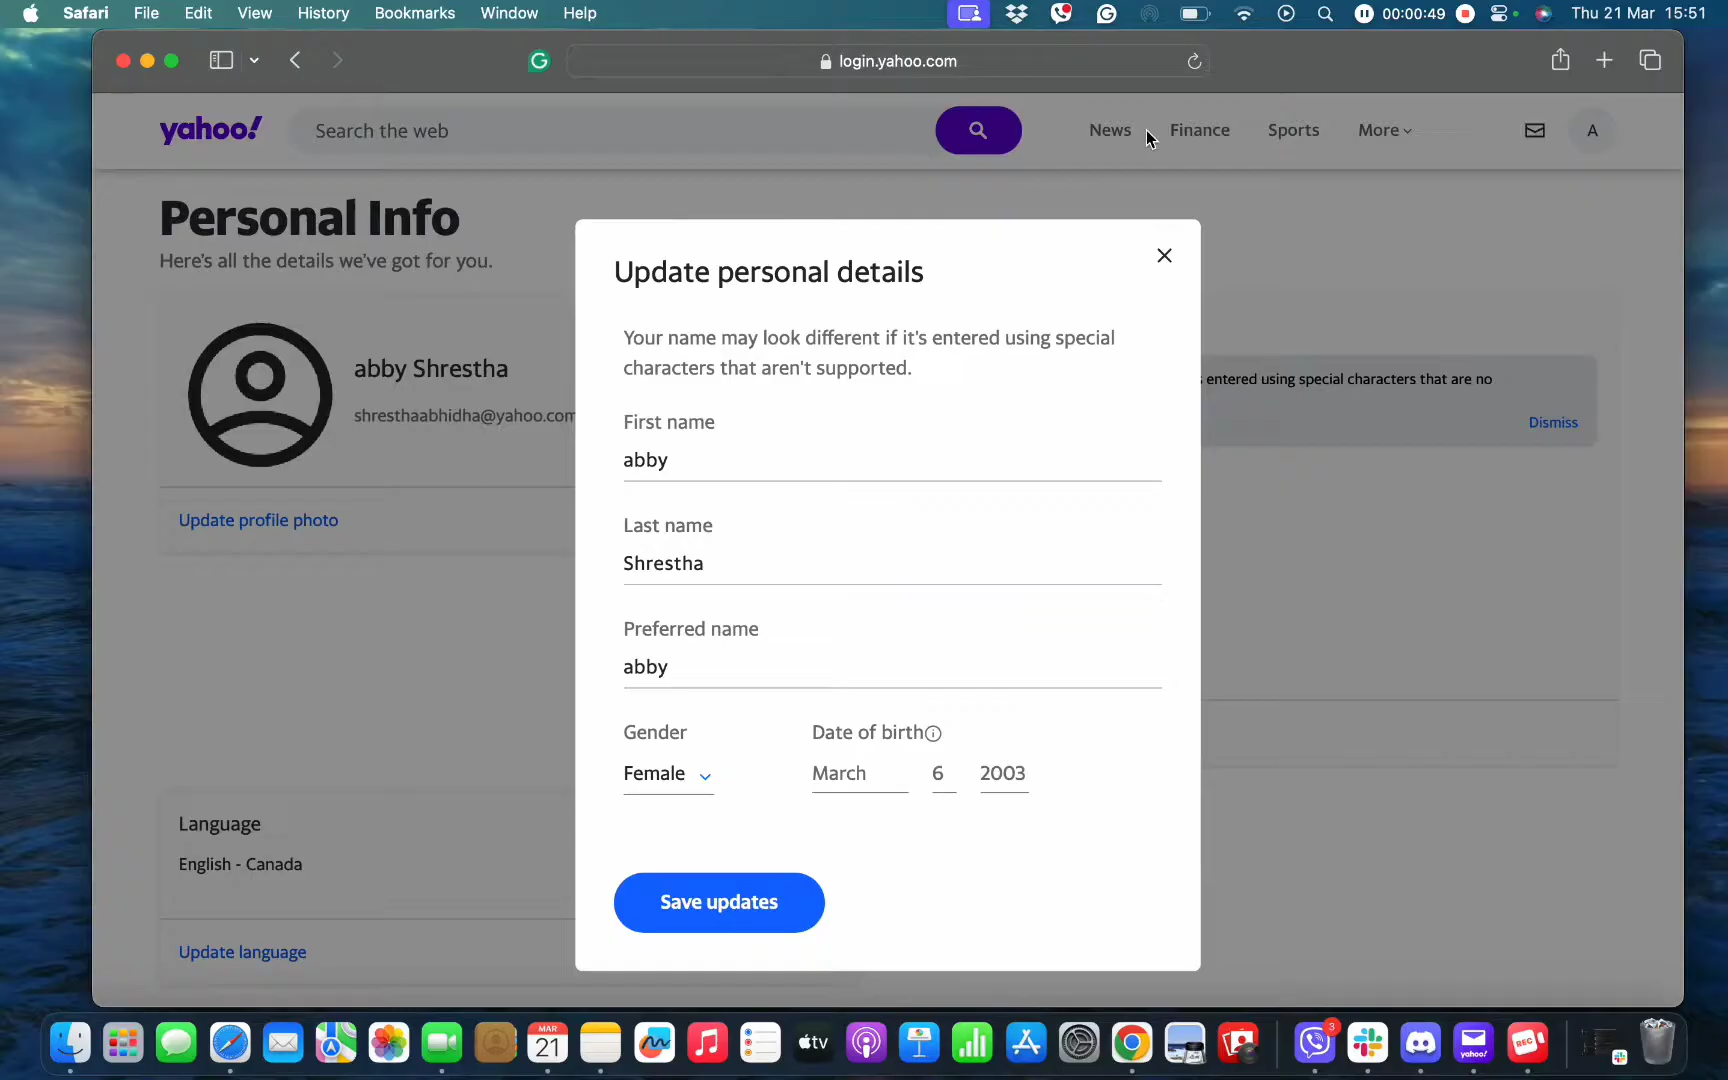 Safari File Edit View History Bookmarks Window Help 00:00:49 Thu 21 Mar 15:51
login.yahoo.com
yahoo! Search the web News Finance Sports More A
Personal Info
Here's all the details we've got for you.
abby Shrestha
shresthaabhidha@yahoo.com
Update profile photo
Language
English - Canada
Update language
Update personal details
Your name may look different if it's entered using special
characters that aren't supported.
First name
abby
Last name
Shrestha
Preferred name
abby
Gender Date of birth
Female March 6 2003
Save updates
entered using special characters that are no
Dismiss
MAR
21
tv
3
yahoo!
REC